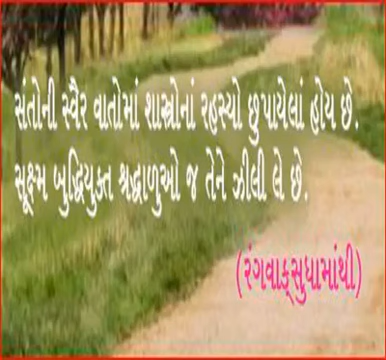 સંતોની સ્વૈર વાતોમાં શાસ્ત્રોનાં રહસ્યો છુપાયેલાં હોય છે.
સૂક્ષ્મ બુદ્ધિયુક્ત શ્રદ્ધાળુઓ જ તેને ઝીલી લે છે.
(રંગવાક્સુધામાંથી)